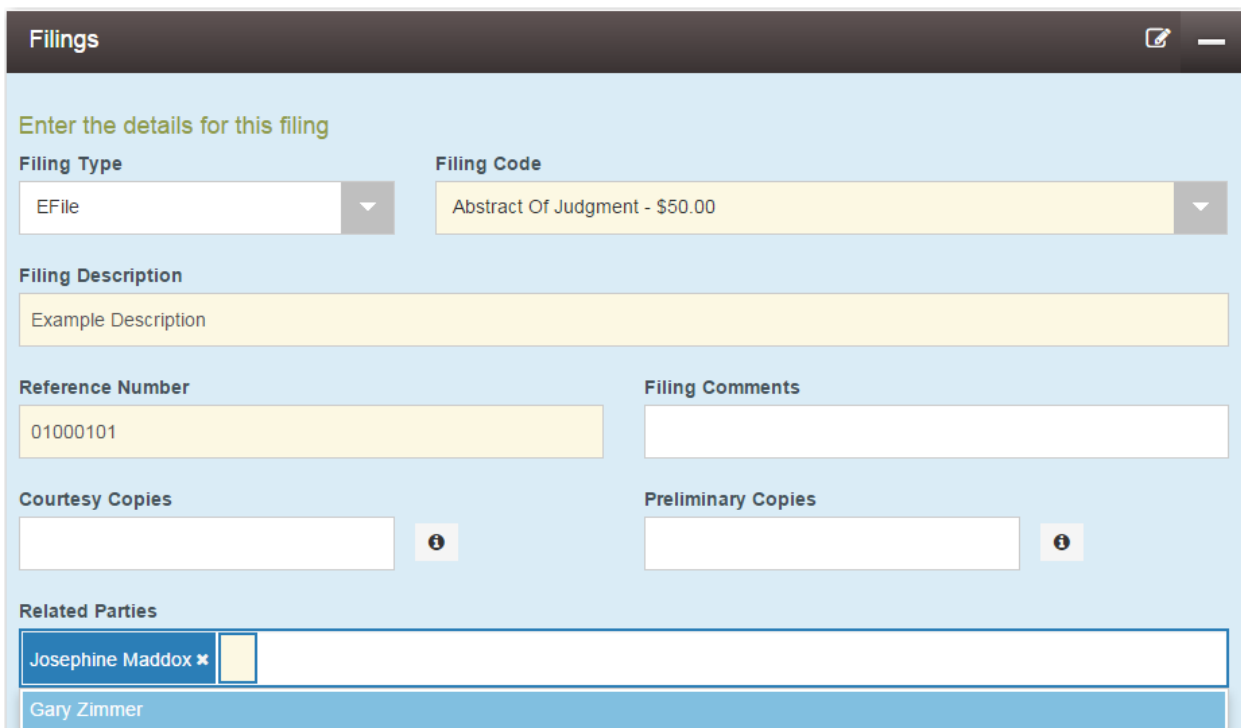 Filings
Enter the details for this filing
Filing Type
Filing Code
EFile
Abstract Of Judgment - $50.00
Filing Description
Example Description
Reference Number
Filing Comments
01000101
Courtesy Copies
Preliminary Copies
Related Parties
Josephine Maddox ×
Gary Zimmer